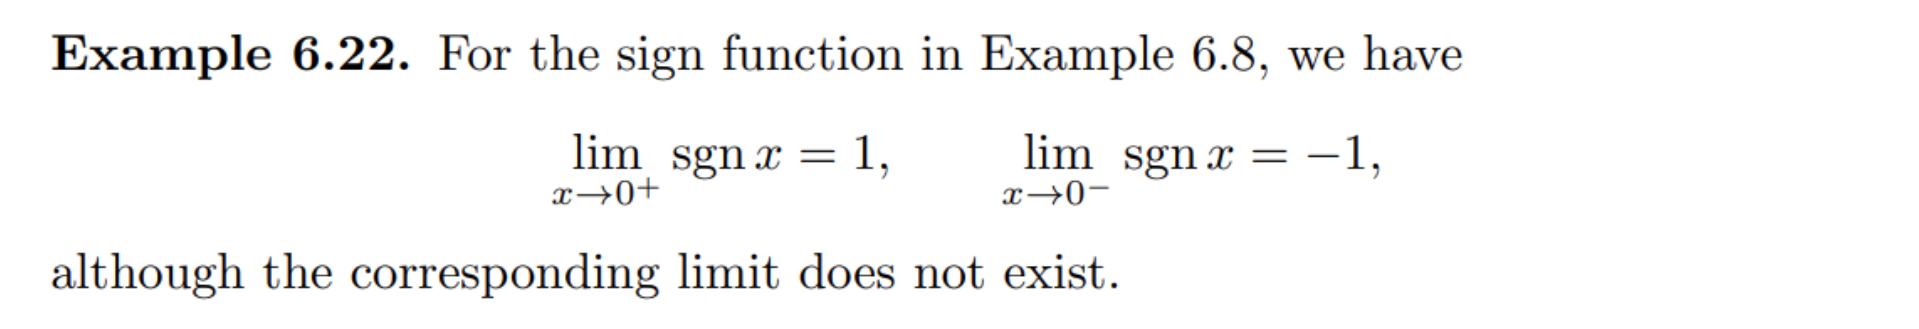 Example 6.22. For the sign function in Example 6.8, we have
lim x→0⁺ sgn x = 1, lim x→0⁻ sgn x = −1,
although the corresponding limit does not exist.